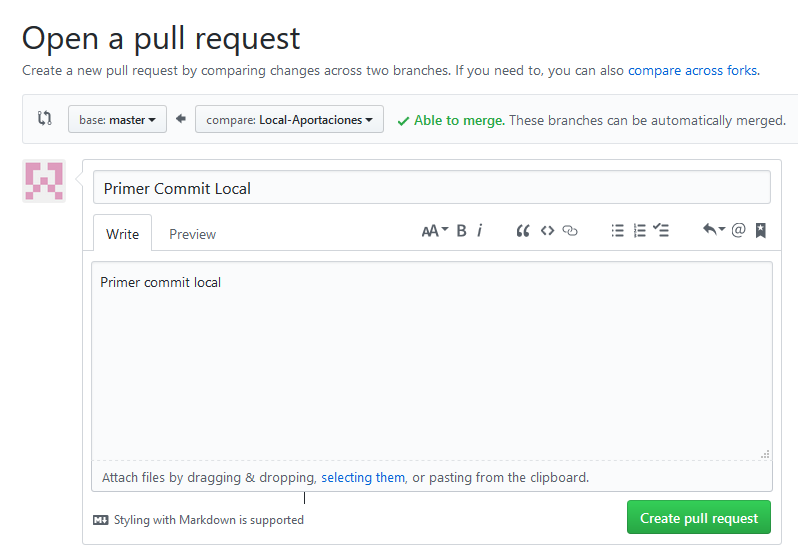 Open a pull request
Create a new pull request by comparing changes across two branches. If you need to, you can also compare across forks.
base: master compare: Local-Aportaciones Able to merge. These branches can be automatically merged.
Primer Commit Local
Write Preview AA B i
Primer commit local
Attach files by dragging & dropping, selecting them, or pasting from the clipboard.
Styling with Markdown is supported Create pull request